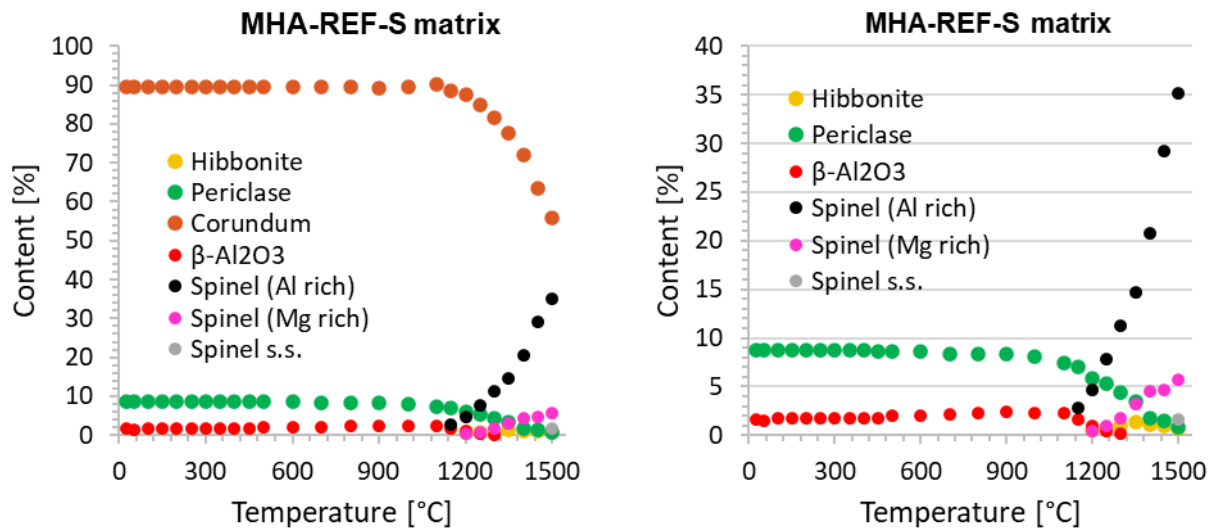 MHA-REF-S matrix
Content [%]
100
90
80
70
60
50
40
30
20
10
0
Hibbonite
Periclase
Corundum
β-Al2O3
Spinel (Al rich)
Spinel (Mg rich)
Spinel s.s.
0 300 600 900 1200 1500
Temperature [°C]
MHA-REF-S matrix
Content [%]
40
35
30
25
20
15
10
5
0
Hibbonite
Periclase
β-Al2O3
Spinel (Al rich)
Spinel (Mg rich)
Spinel s.s.
0 300 600 900 1200 1500
Temperature [°C]